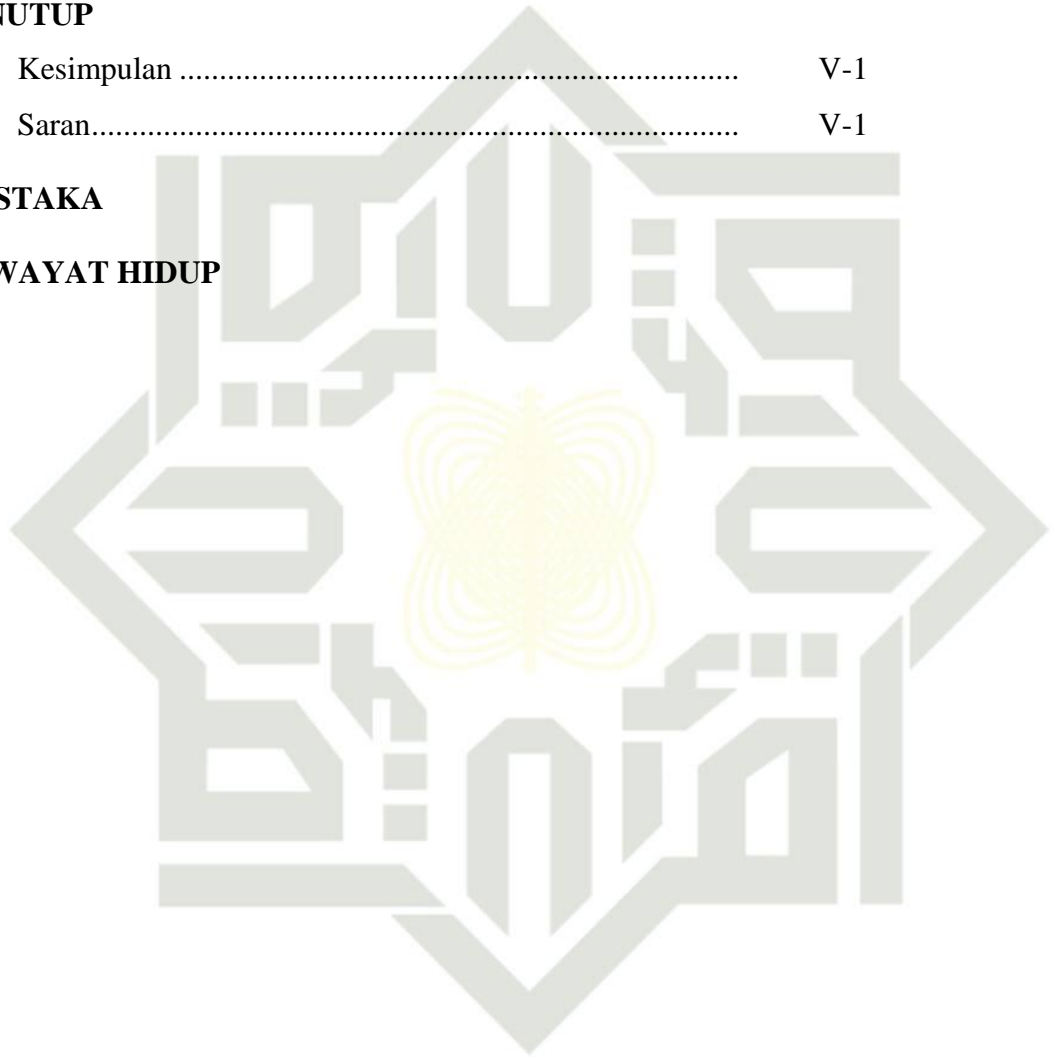 NUTUP
Kesimpulan ...................................................................... V-1
Saran................................................................................. V-1
STAKA
WAYAT HIDUP